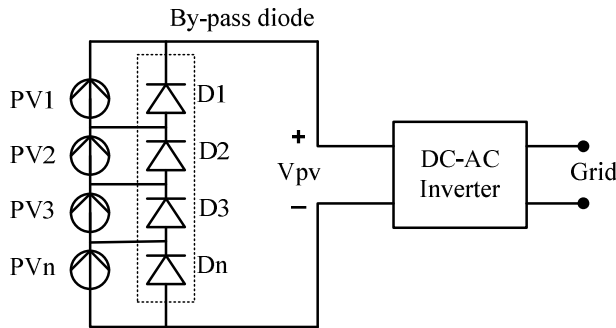 By-pass diode
PV1
D1
PV2
D2
PV3
D3
PVn
Dn
+
Vpv
−
DC-AC
Inverter
Grid